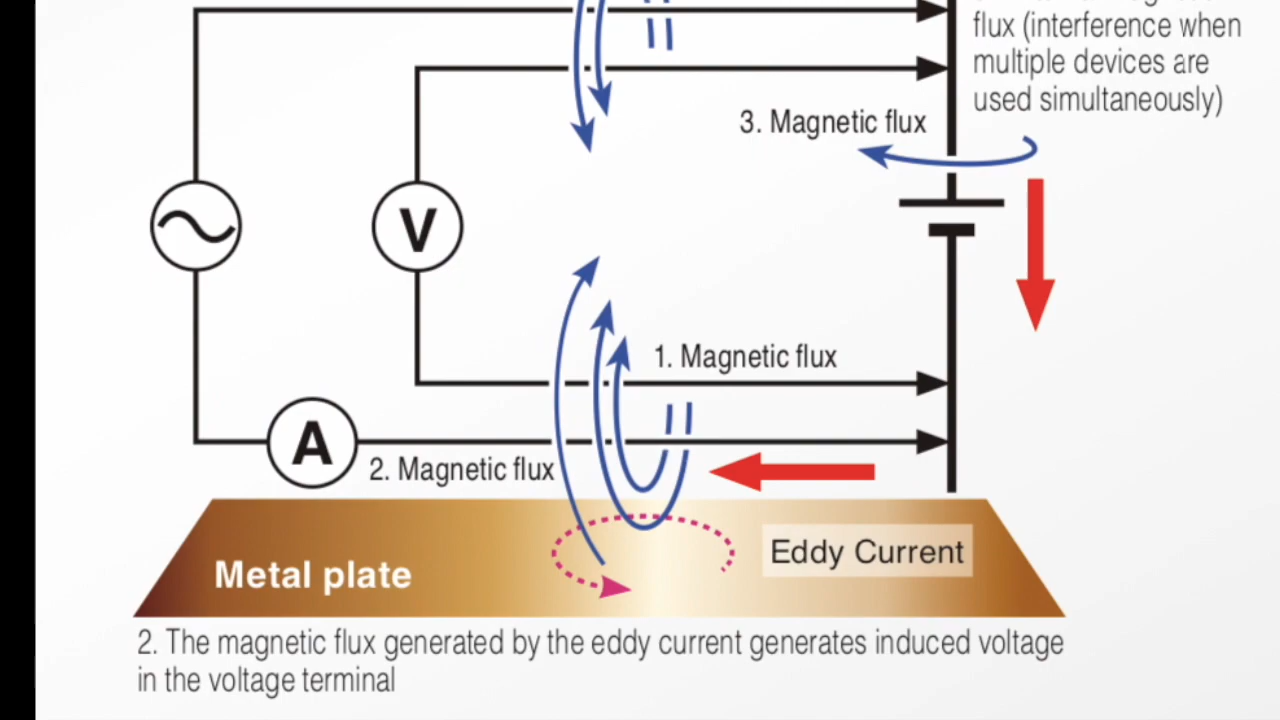 flux (interference when
multiple devices are
used simultaneously)
3. Magnetic flux
V
1. Magnetic flux
A
2. Magnetic flux
Eddy Current
Metal plate
2. The magnetic flux generated by the eddy current generates induced voltage
in the voltage terminal